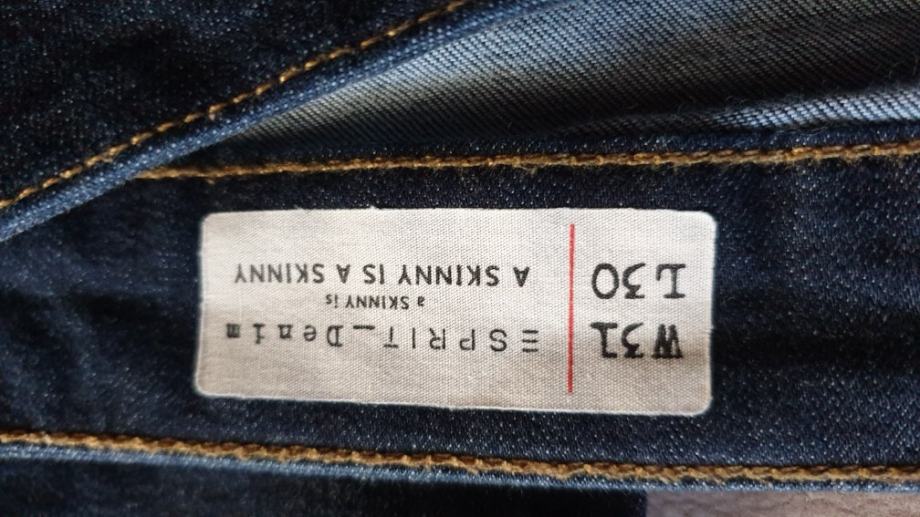 W31
L30
ESPRIT_Denim
a SKINNY is
A SKINNY IS A SKINNY